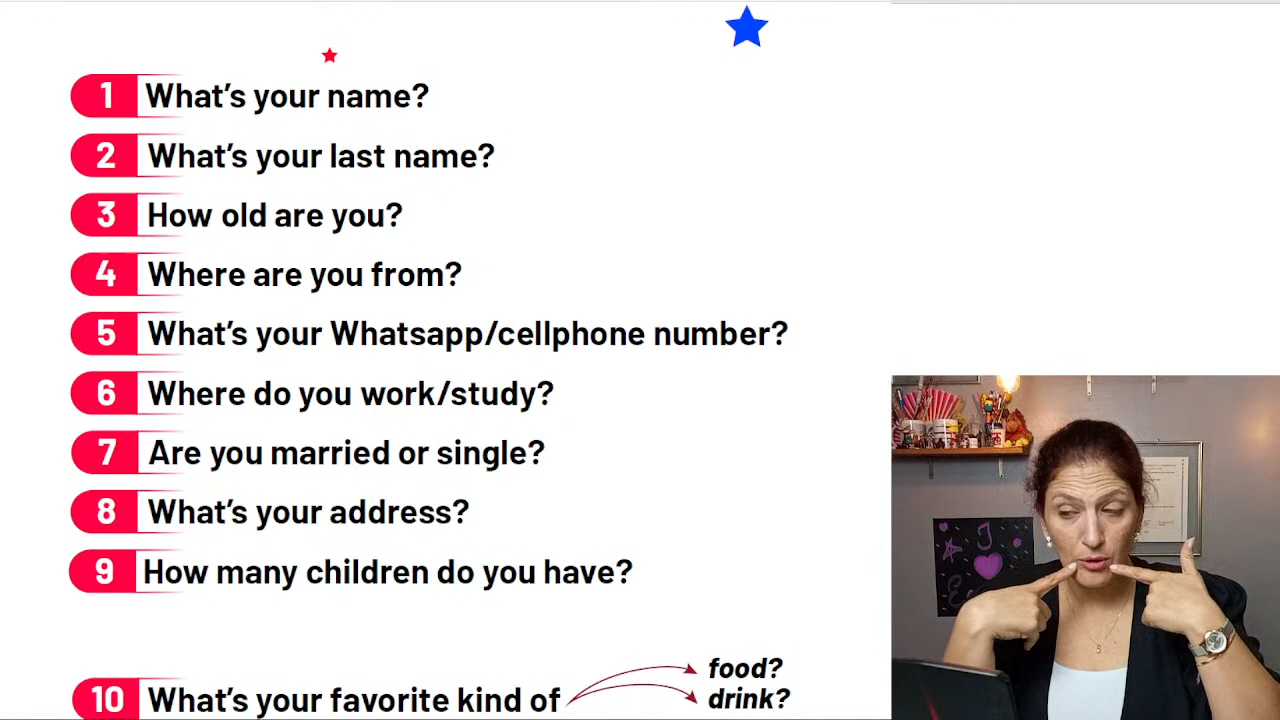 1 What's your name?
2 What's your last name?
3 How old are you?
4 Where are you from?
5 What's your Whatsapp/cellphone number?
6 Where do you work/study?
7 Are you married or single?
8 What's your address?
9 How many children do you have?
10 What's your favorite kind of
food?
drink?